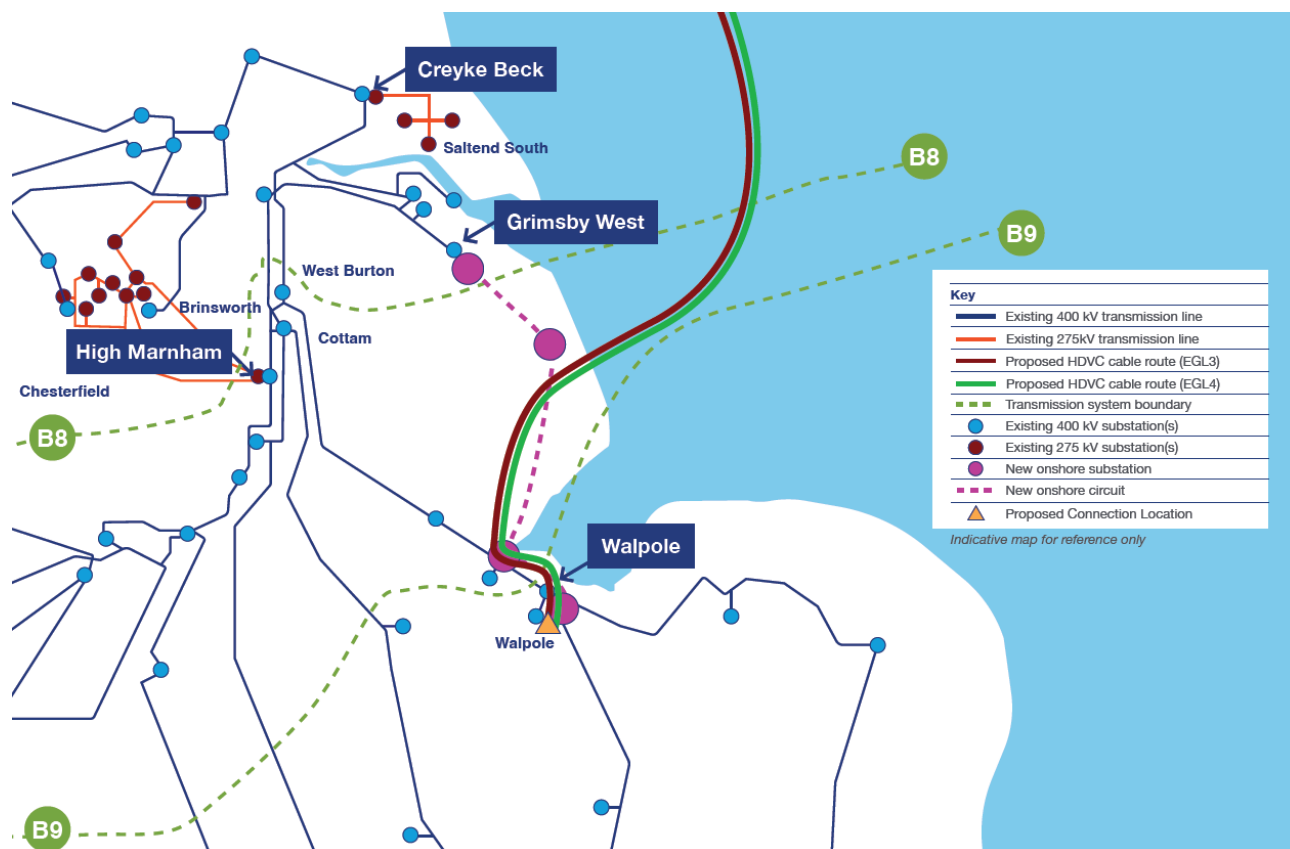 Creyke Beck
Saltend South
B8
Grimsby West
B9
West Burton
Brinsworth
Cottam
High Marnham
Chesterfield
B8
Key
Existing 400 kV transmission line
Existing 275kV transmission line
Proposed HDVC cable route (EGL3)
Proposed HDVC cable route (EGL4)
Transmission system boundary
Existing 400 kV substation(s)
Existing 275 kV substation(s)
New onshore substation
New onshore circuit
Proposed Connection Location
Indicative map for reference only
Walpole
Walpole
B9